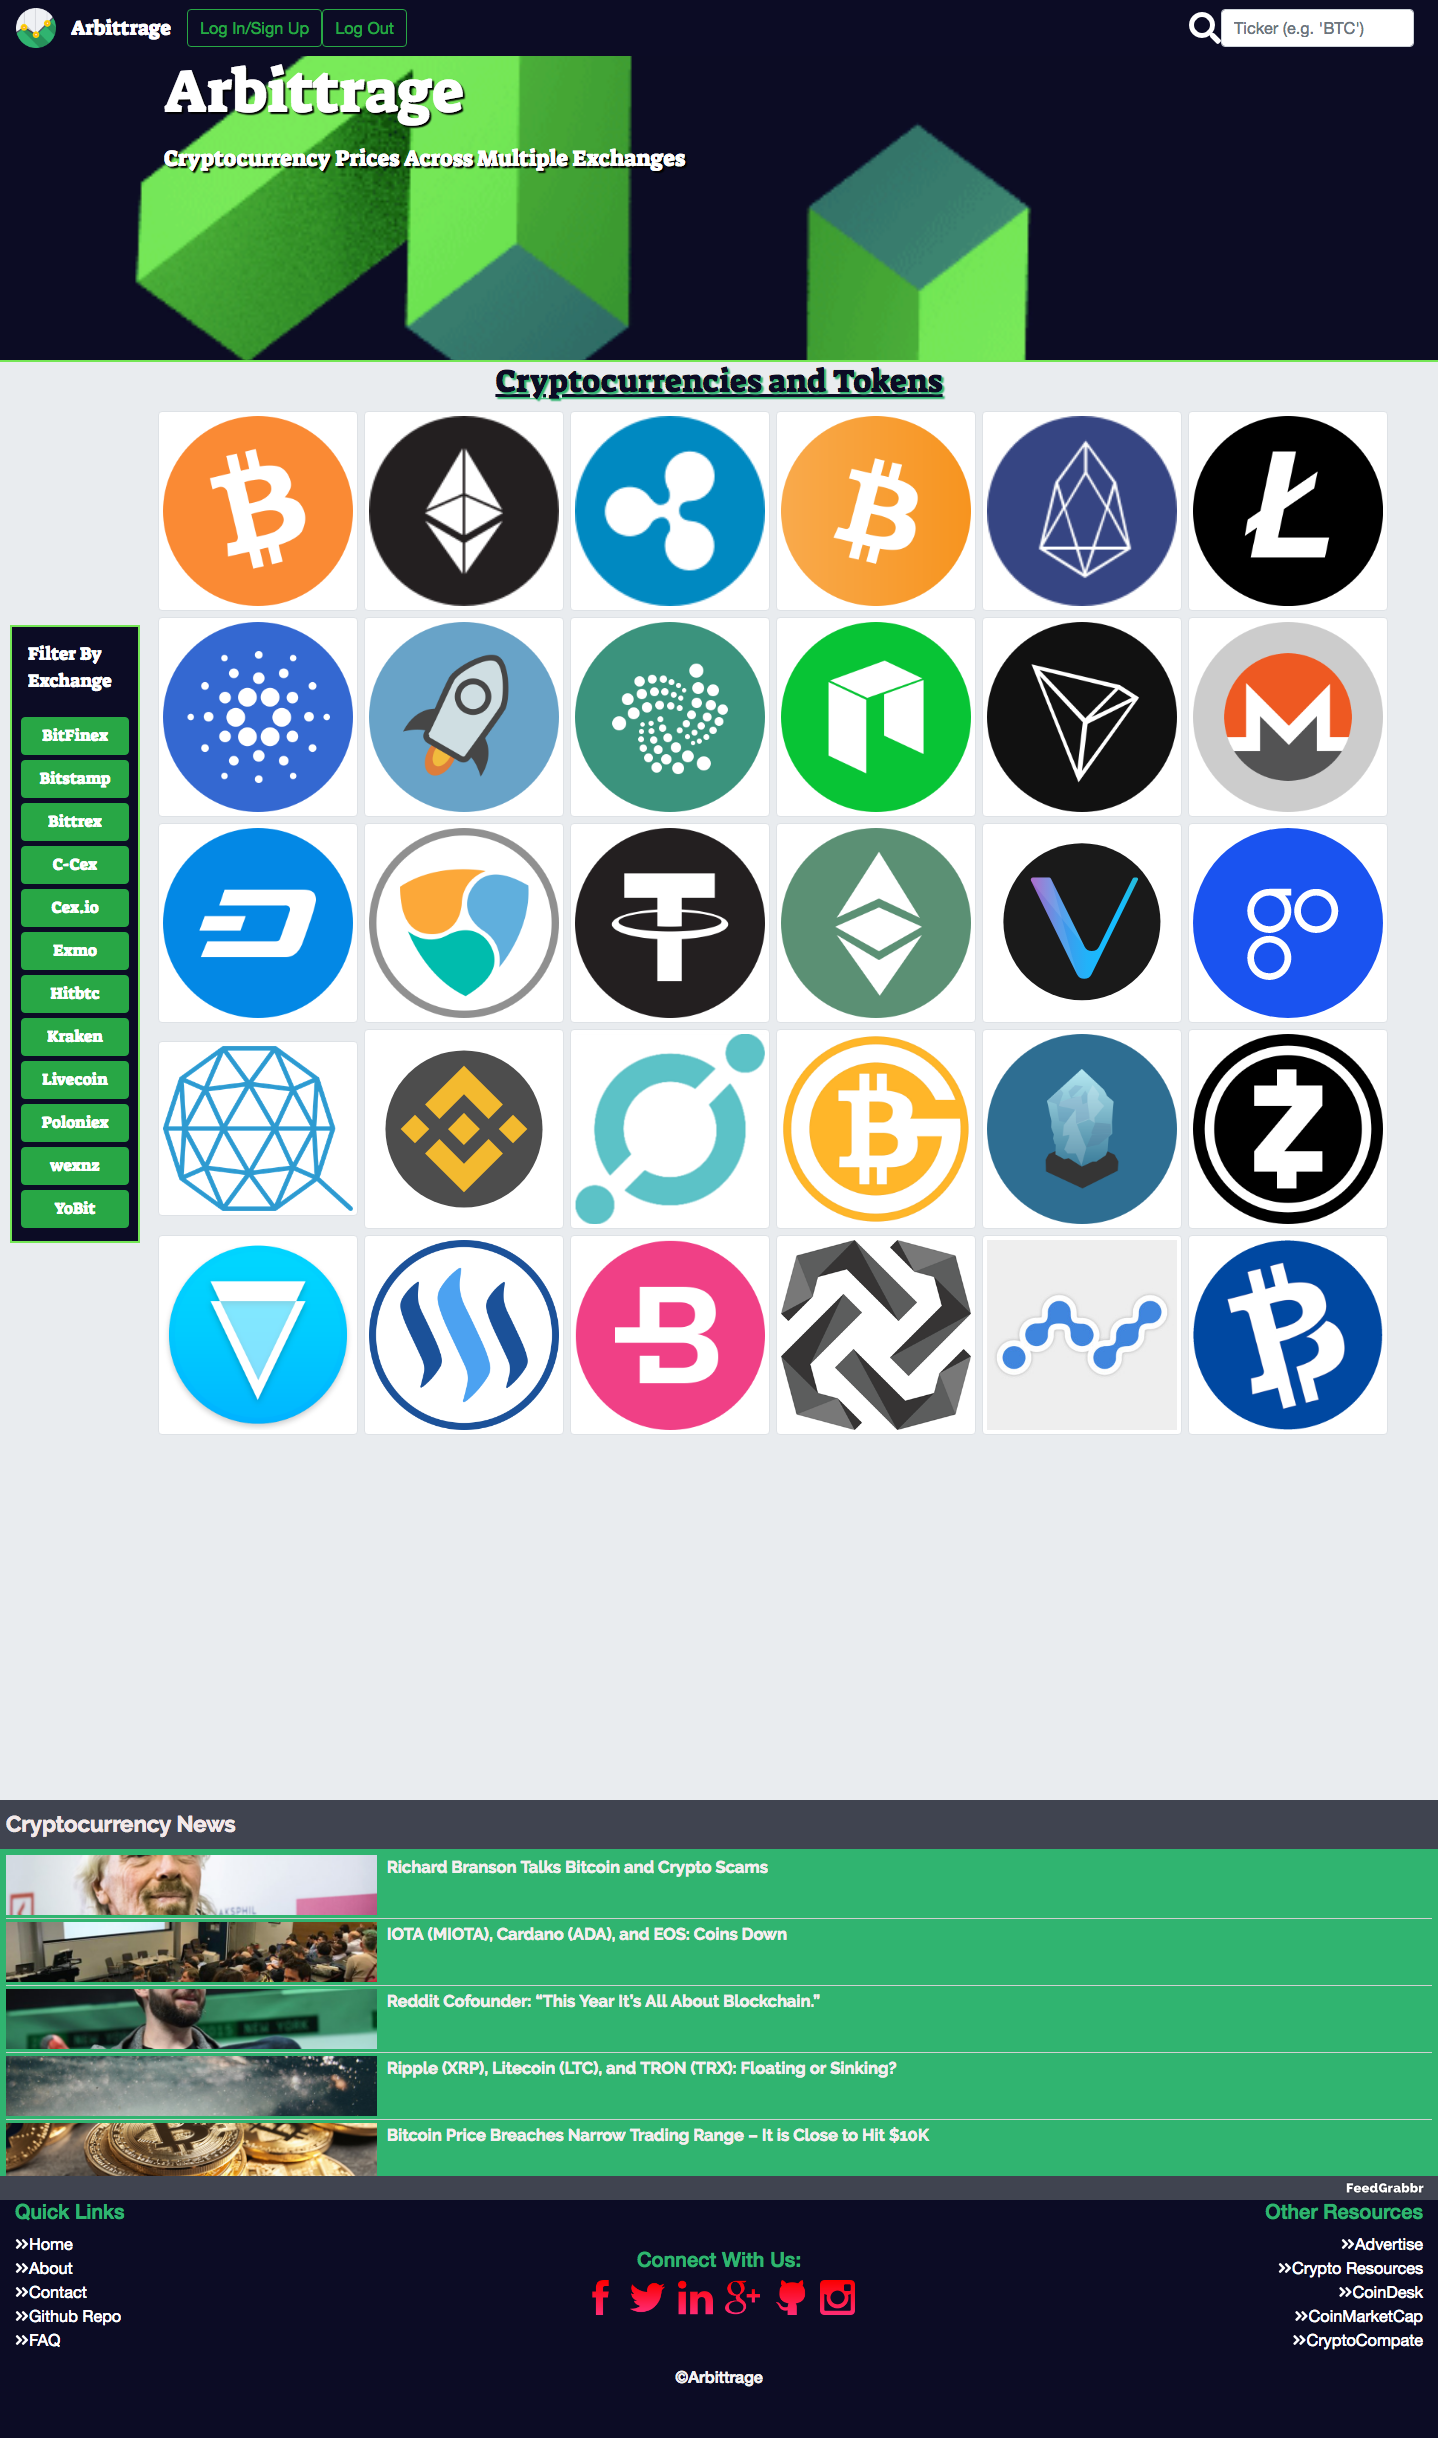 Arbittrage
Log In/Sign Up
Log Out
Ticker (e.g. 'BTC')
Arbittrage
Cryptocurrency Prices Across Multiple Exchanges
Cryptocurrencies and Tokens
Filter By
Exchange
BitFinex
Bitstamp
Bittrex
C-Cex
Cex.io
Exmo
Hitbtc
Kraken
Livecoin
Poloniex
wexnz
YoBit
go
Cryptocurrency News
Richard Branson Talks Bitcoin and Crypto Scams
IOTA (MIOTA), Cardano (ADA), and EOS: Coins Down
Reddit Cofounder: “This Year It’s All About Blockchain.”
Ripple (XRP), Litecoin (LTC), and TRON (TRX): Floating or Sinking?
Bitcoin Price Breaches Narrow Trading Range – It is Close to Hit $10K
FeedGrabbr
Quick Links
»Home
»About
»Contact
»Github Repo
»FAQ
Connect With Us:
©Arbittrage
Other Resources
»Advertise
»Crypto Resources
»CoinDesk
»CoinMarketCap
»CryptoCompate